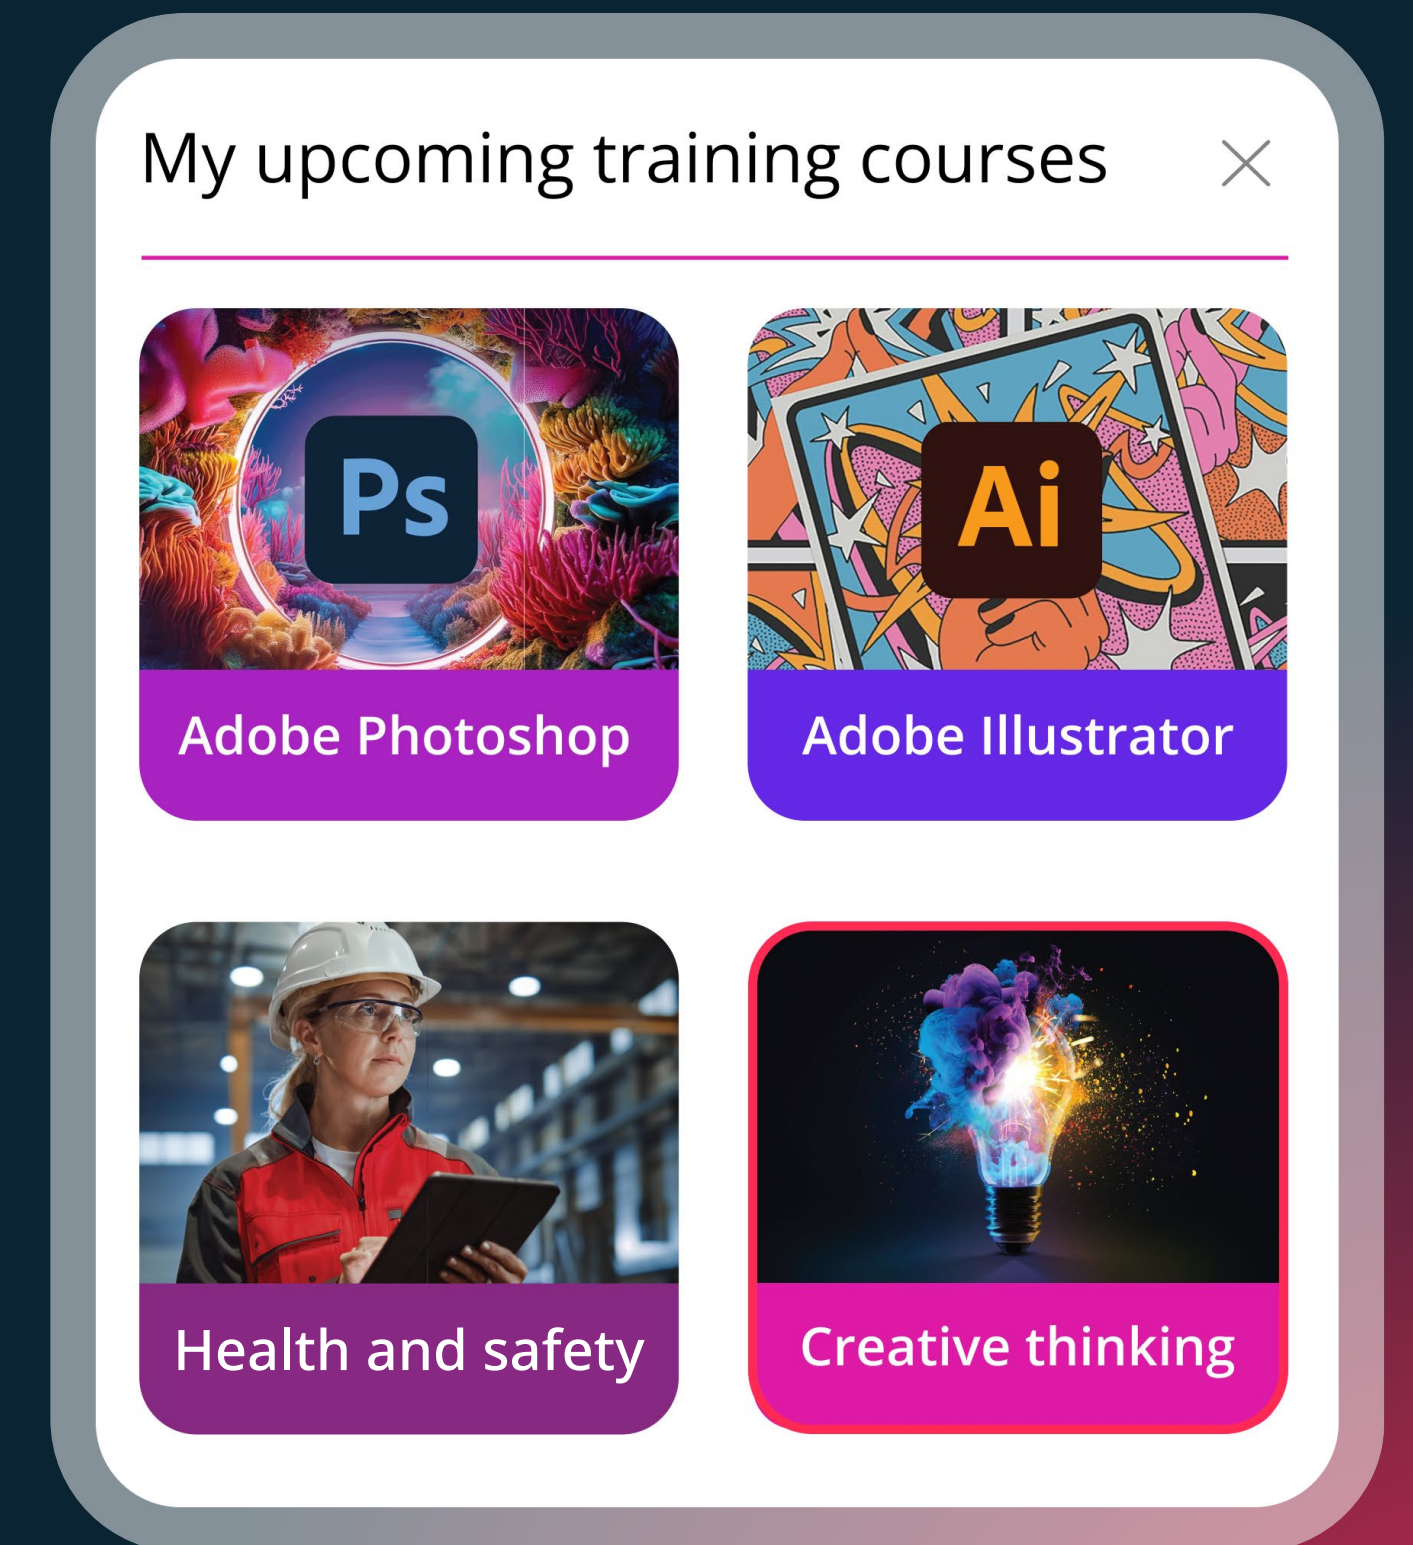 My upcoming training courses
Ps
Ai
Adobe Photoshop
Adobe Illustrator
Health and safety
Creative thinking